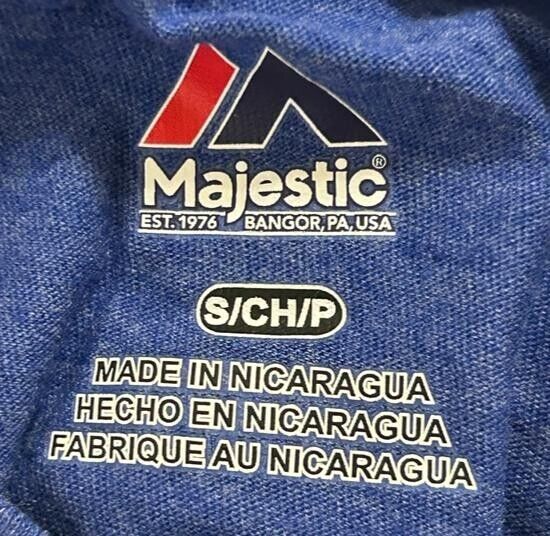 Majestic®
EST. 1976 BANGOR, PA, USA
S/CH/P
MADE IN NICARAGUA
HECHO EN NICARAGUA
FABRIQUE AU NICARAGUA